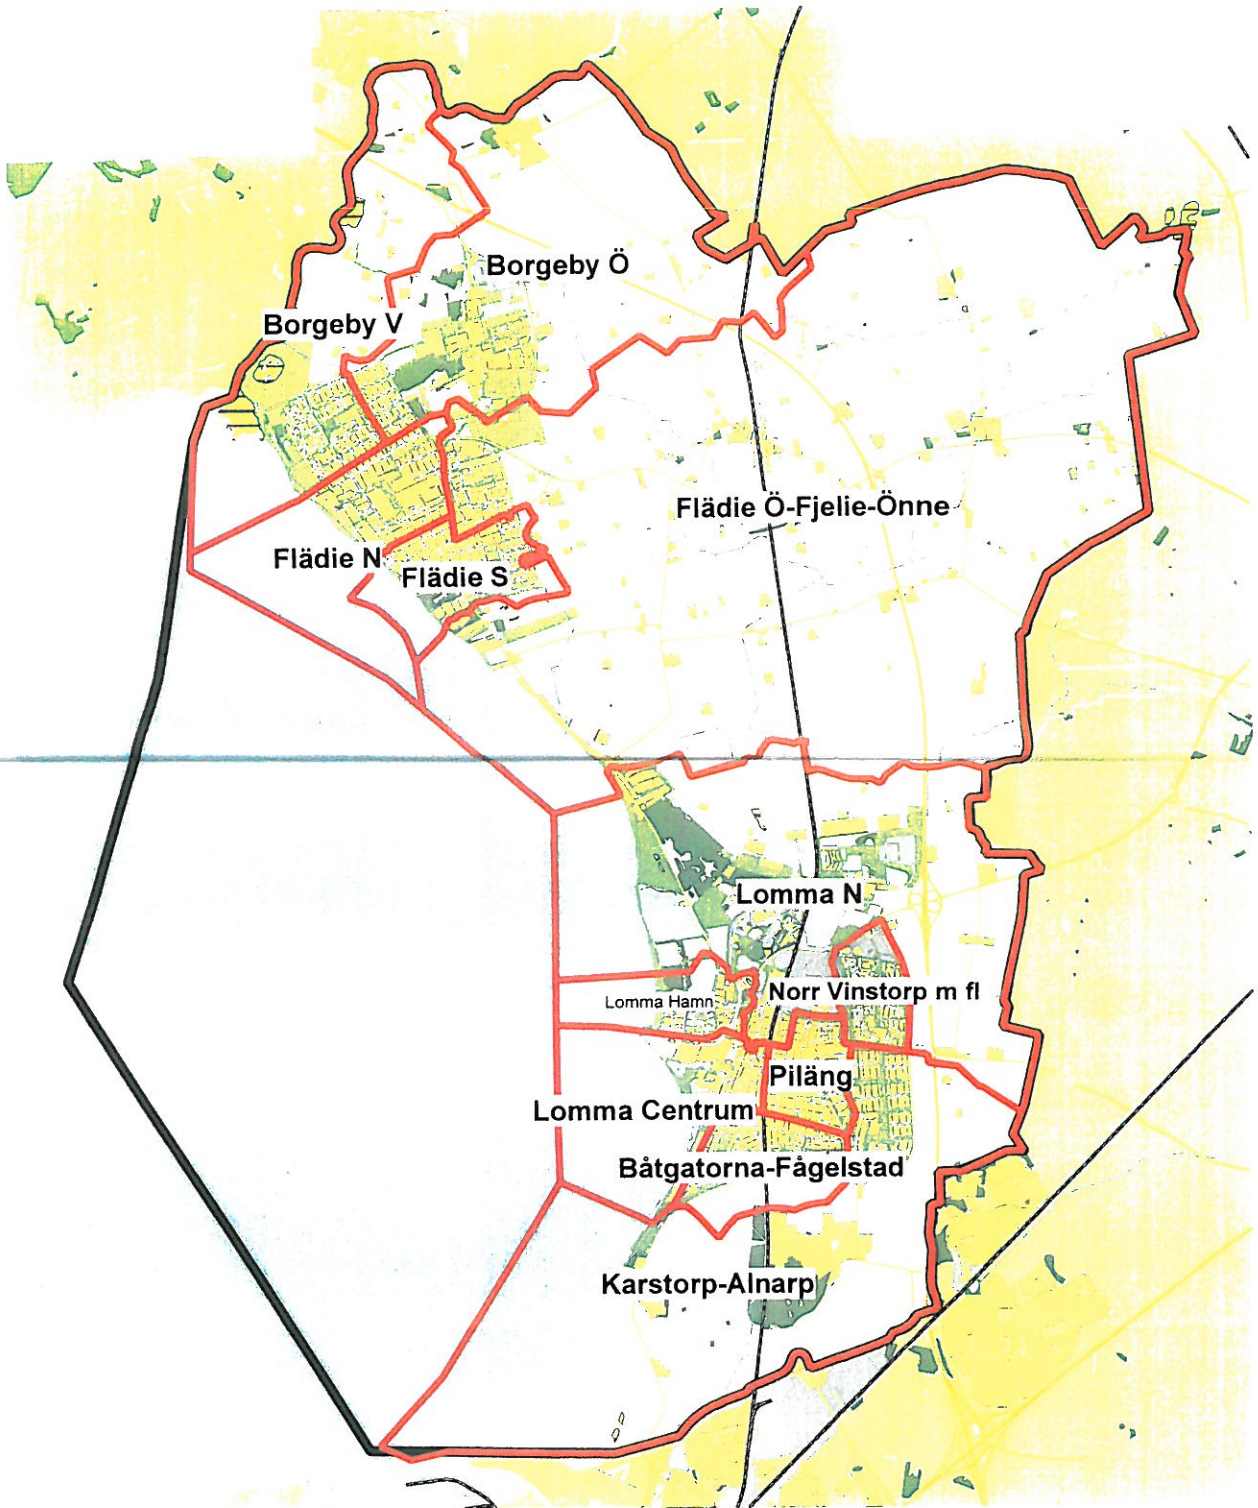 Borgeby Ö
Borgeby V
Flädie Ö-Fjelie-Önne
Flädie N
Flädie S
Lomma N
Norr Vinstorp m fl
Lomma Hamn
Piläng
Lomma Centrum
Båtgatorna-Fågelstad
Karstorp-Alnarp